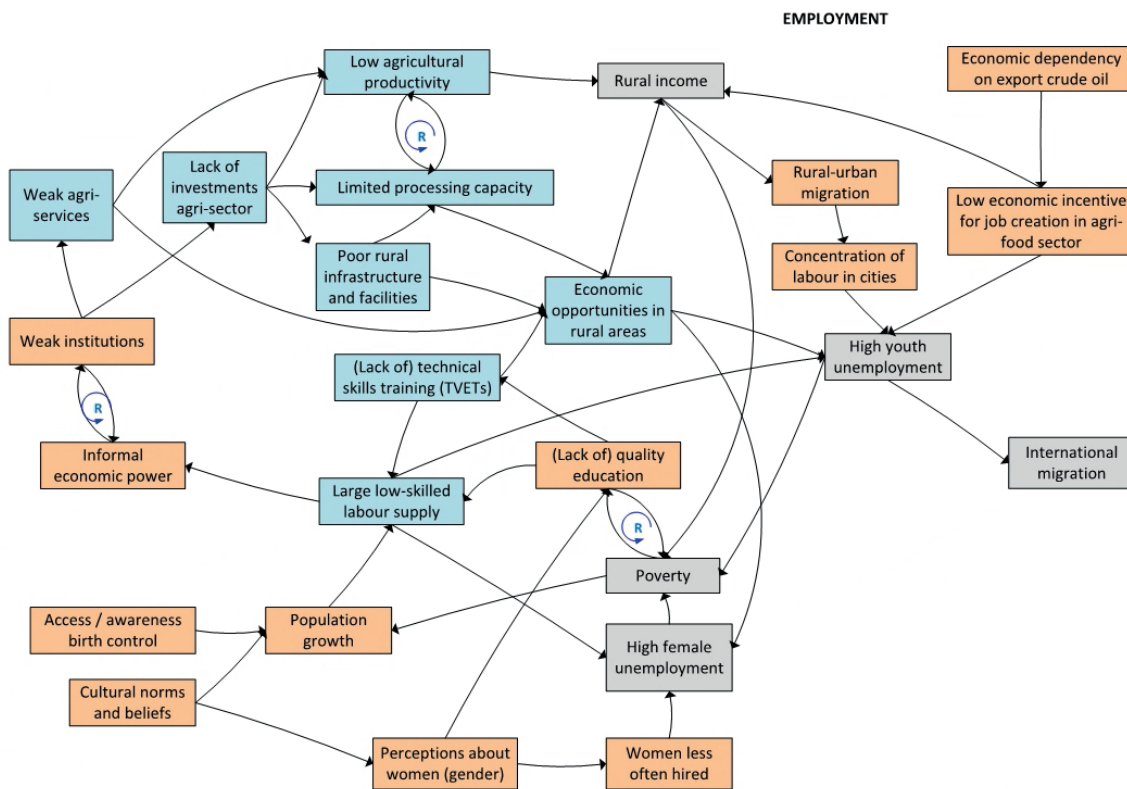 EMPLOYMENT
Low agricultural
productivity
Rural income
Economic dependency
on export crude oil
R
Lack of
investments
agri-sector
Weak agri-
services
Limited processing capacity
Rural-urban
migration
Low economic incentive
for job creation in agri-
food sector
Poor rural
infrastructure
and facilities
Concentration of
labour in cities
Economic
opportunities in
rural areas
Weak institutions
High youth
unemployment
(Lack of) technical
skills training (TVETs)
R
Informal
economic power
(Lack of) quality
education
International
migration
Large low-skilled
labour supply
R
Poverty
Access / awareness
birth control
Population
growth
High female
unemployment
Cultural norms
and beliefs
Perceptions about
women (gender)
Women less
often hired